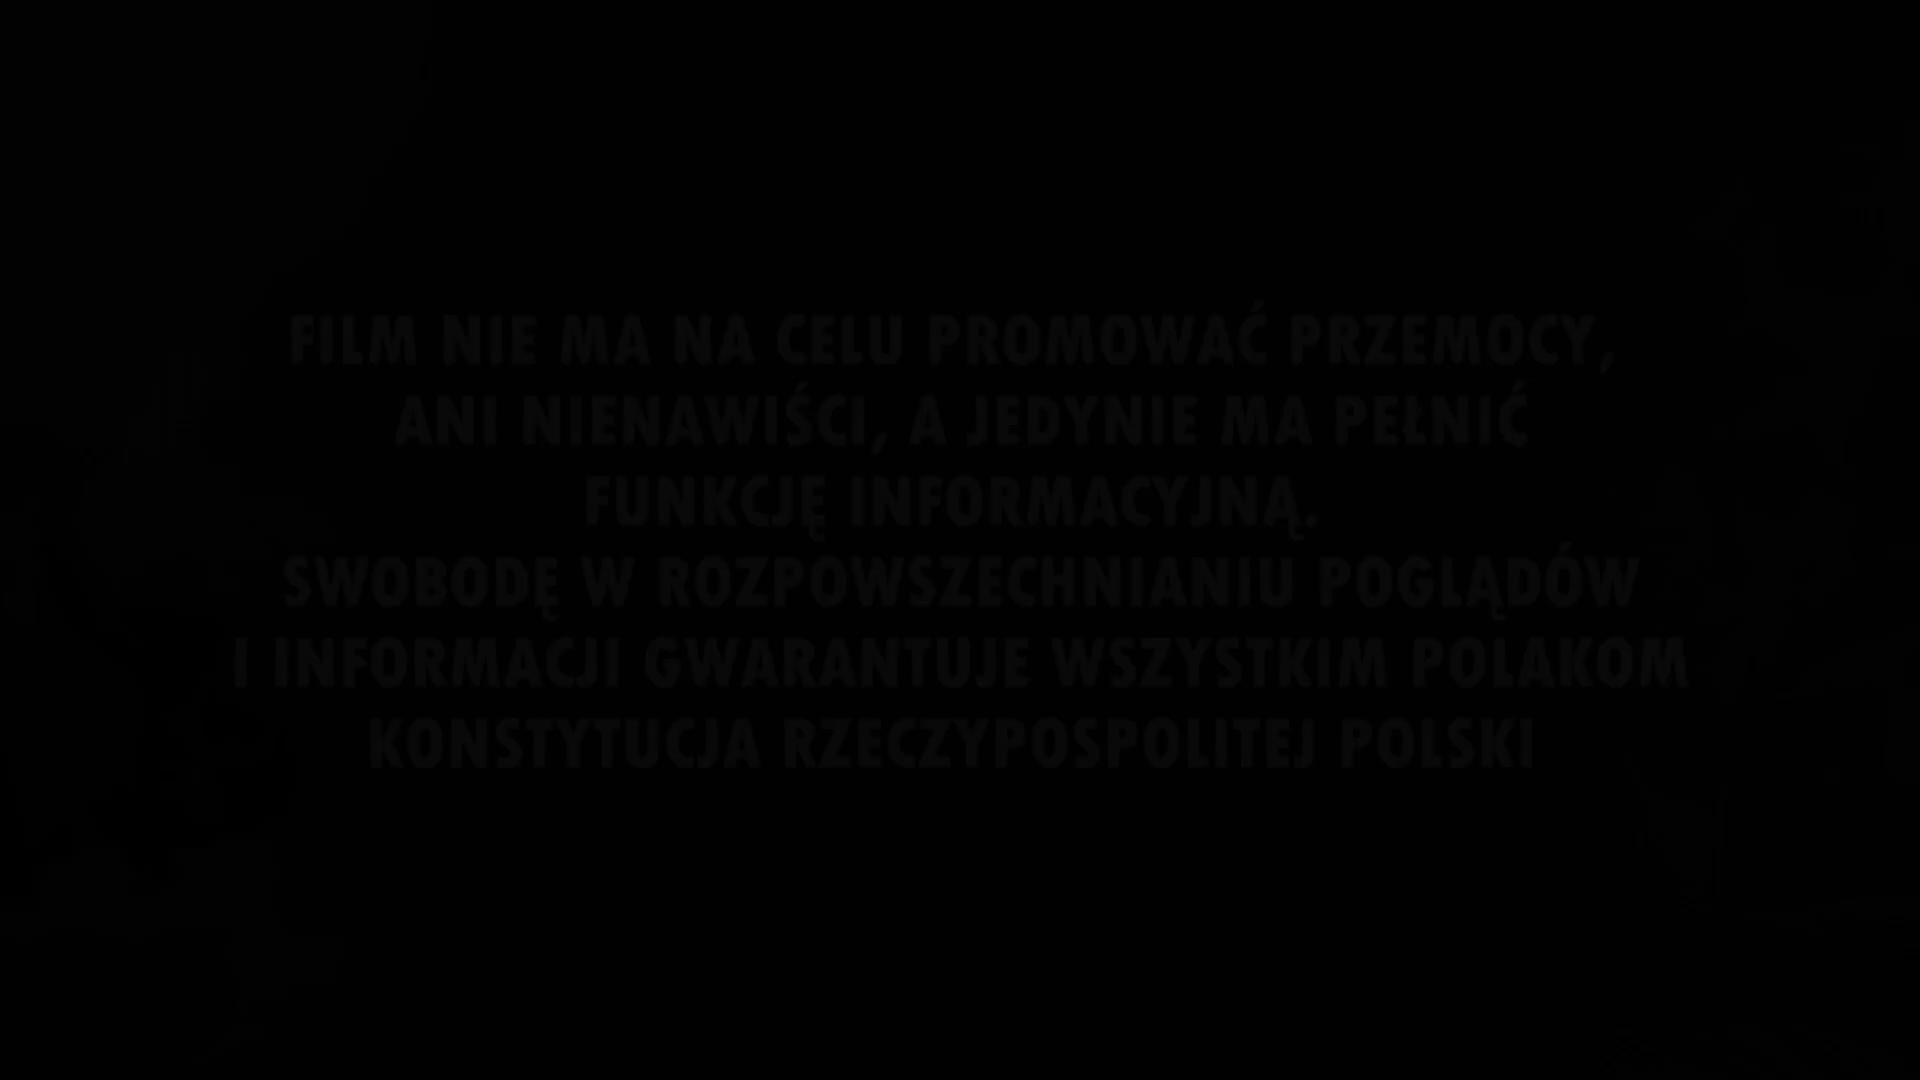 FILM NIE MA NA CELU PROMOWAĆ PRZEMOCY,
ANI NIENAWIŚCI, A JEDYNIE MA PEŁNIĆ
FUNKCJĘ INFORMACYJNĄ.
SWOBODĘ W ROZPOWSZECHNIANIU POGLĄDÓW
I INFORMACJI GWARANTUJE WSZYSTKIM POLAKOM
KONSTYTUCJA RZECZYPOSPOLITEJ POLSKI